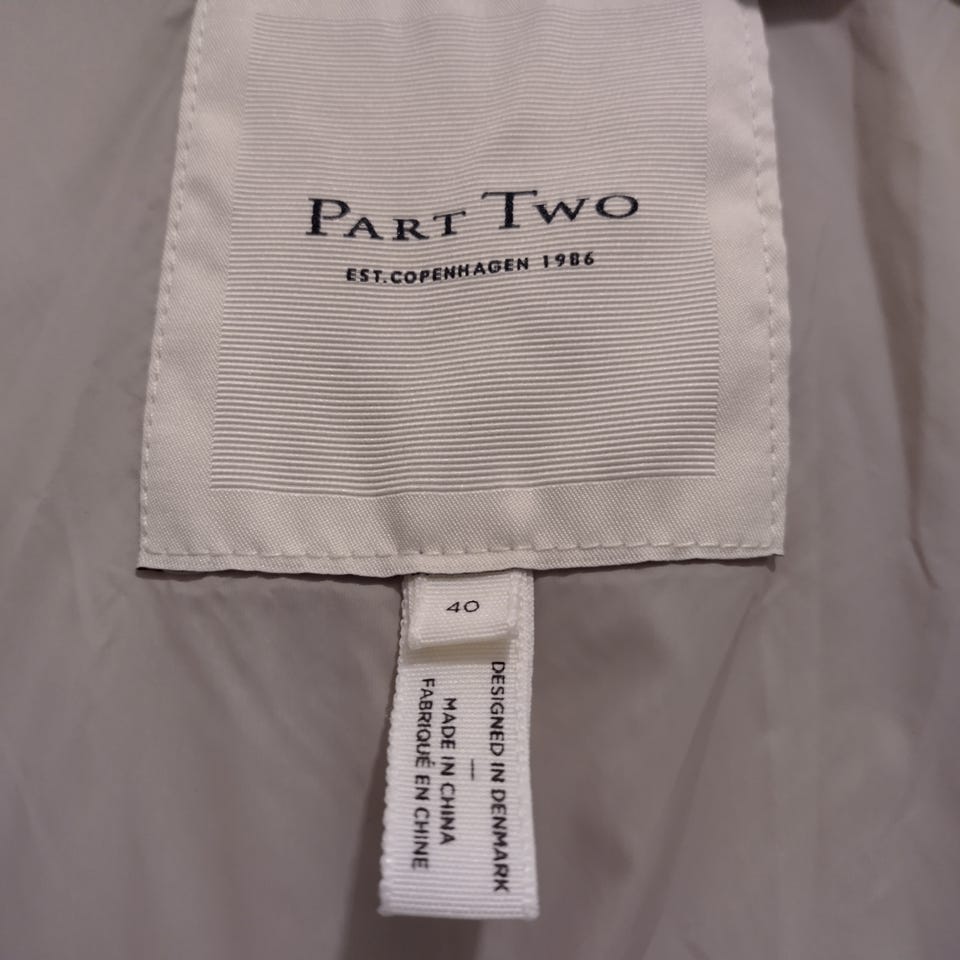 PART TWO
EST. COPENHAGEN 1986
40
DESIGNED IN DENMARK
—
MADE IN CHINA
FABRIQUÉ EN CHINE